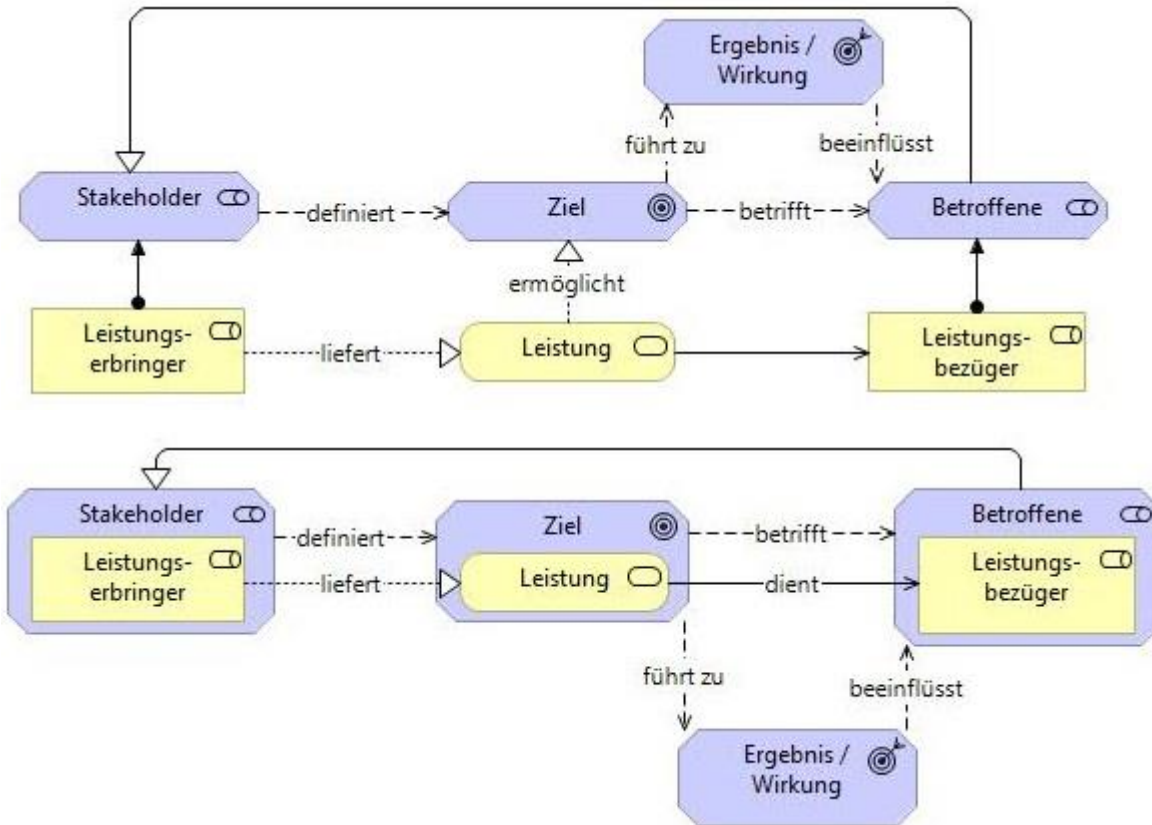 Ergebnis /
Wirkung
führt zu
beeinflüsst
Stakeholder
definiert
Ziel
betrifft
Betroffene
ermöglicht
Leistungs-
erbringer
liefert
Leistung
Leistungs-
bezüger
Stakeholder
Leistungs-
erbringer
definiert
liefert
Ziel
Leistung
betrifft
dient
Betroffene
Leistungs-
bezüger
führt zu
beeinflüsst
Ergebnis /
Wirkung